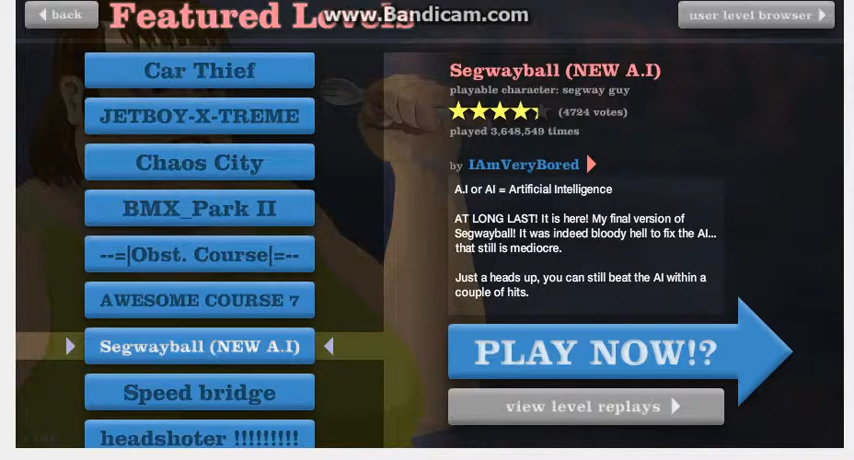 back
Featured Levels
www.Bandicam.com
user level browser
Car Thief
JETBOY-X-TREME
Chaos City
BMX_Park II
--=|Obst. Course|=--
AWESOME COURSE 7
Segwayball (NEW A.I)
Speed bridge
headshoter !!!!!!!!!
Segwayball (NEW A.I)
playable character: segway guy
(4724 votes)
played 3,648,549 times
by IAmVeryBored
A.I or AI = Artificial Intelligence
AT LONG LAST! It is here! My final version of
Segwayball! It was indeed bloody hell to fix the AI...
that still is mediocre.
Just a heads up, you can still beat the AI within a
couple of hits.
PLAY NOW!?
view level replays